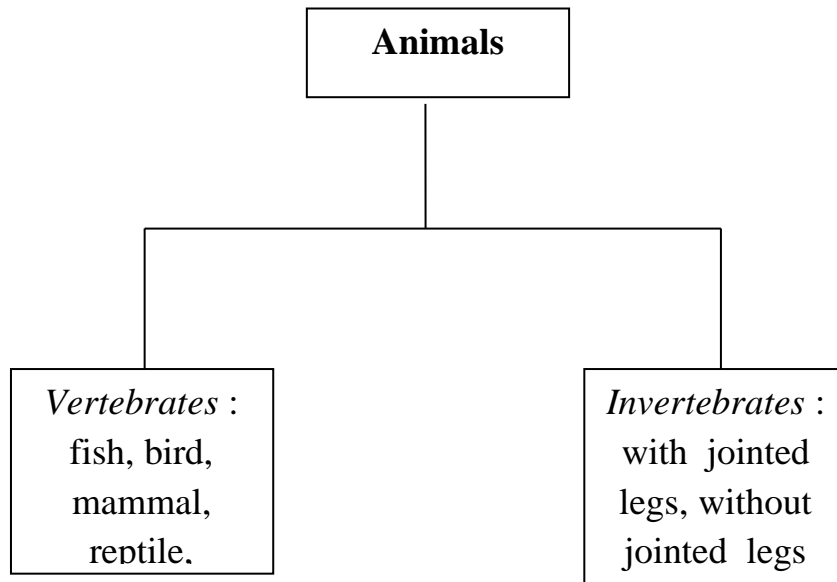 Animals
Vertebrates :
fish, bird,
mammal,
reptile,
Invertebrates :
with jointed
legs, without
jointed legs